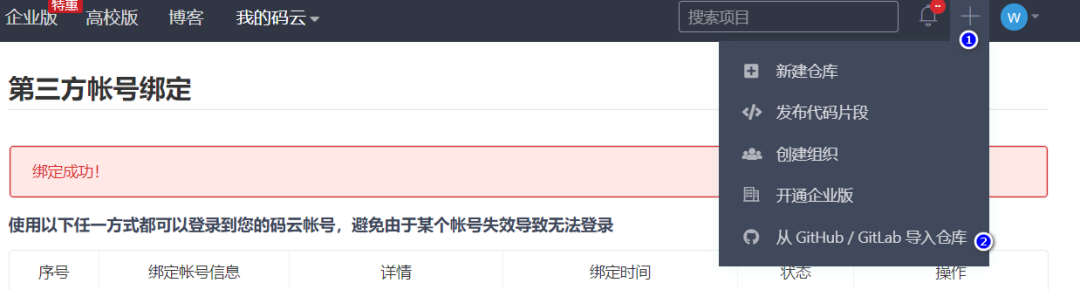 企业版 特惠 高校版 博客 我的码云 搜索项目 -- W
1
第三方帐号绑定
新建仓库
发布代码片段
创建组织
绑定成功！
开通企业版
使用以下任一方式都可以登录到您的码云帐号，避免由于某个帐号失效导致无法登录
从 GitHub / GitLab 导入仓库 2
序号 绑定帐号信息 详情 绑定时间 状态 操作